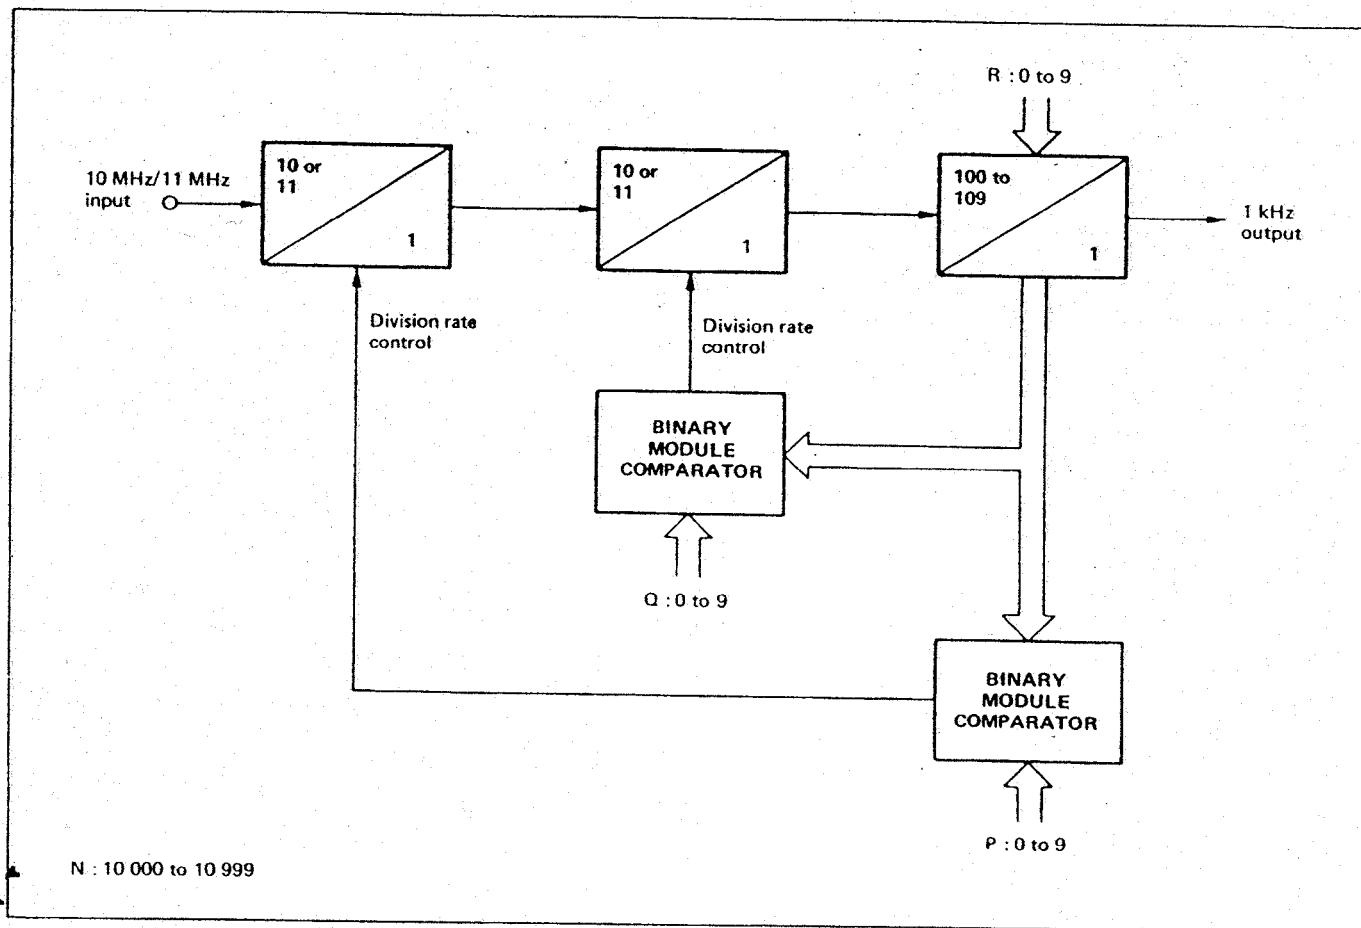 R : 0 to 9
10 MHz/11 MHz
input
10 or
11
1
10 or
11
1
100 to
109
1
1 kHz
output
Division rate
control
Division rate
control
BINARY
MODULE
COMPARATOR
Q : 0 to 9
BINARY
MODULE
COMPARATOR
P : 0 to 9
N : 10 000 to 10 999